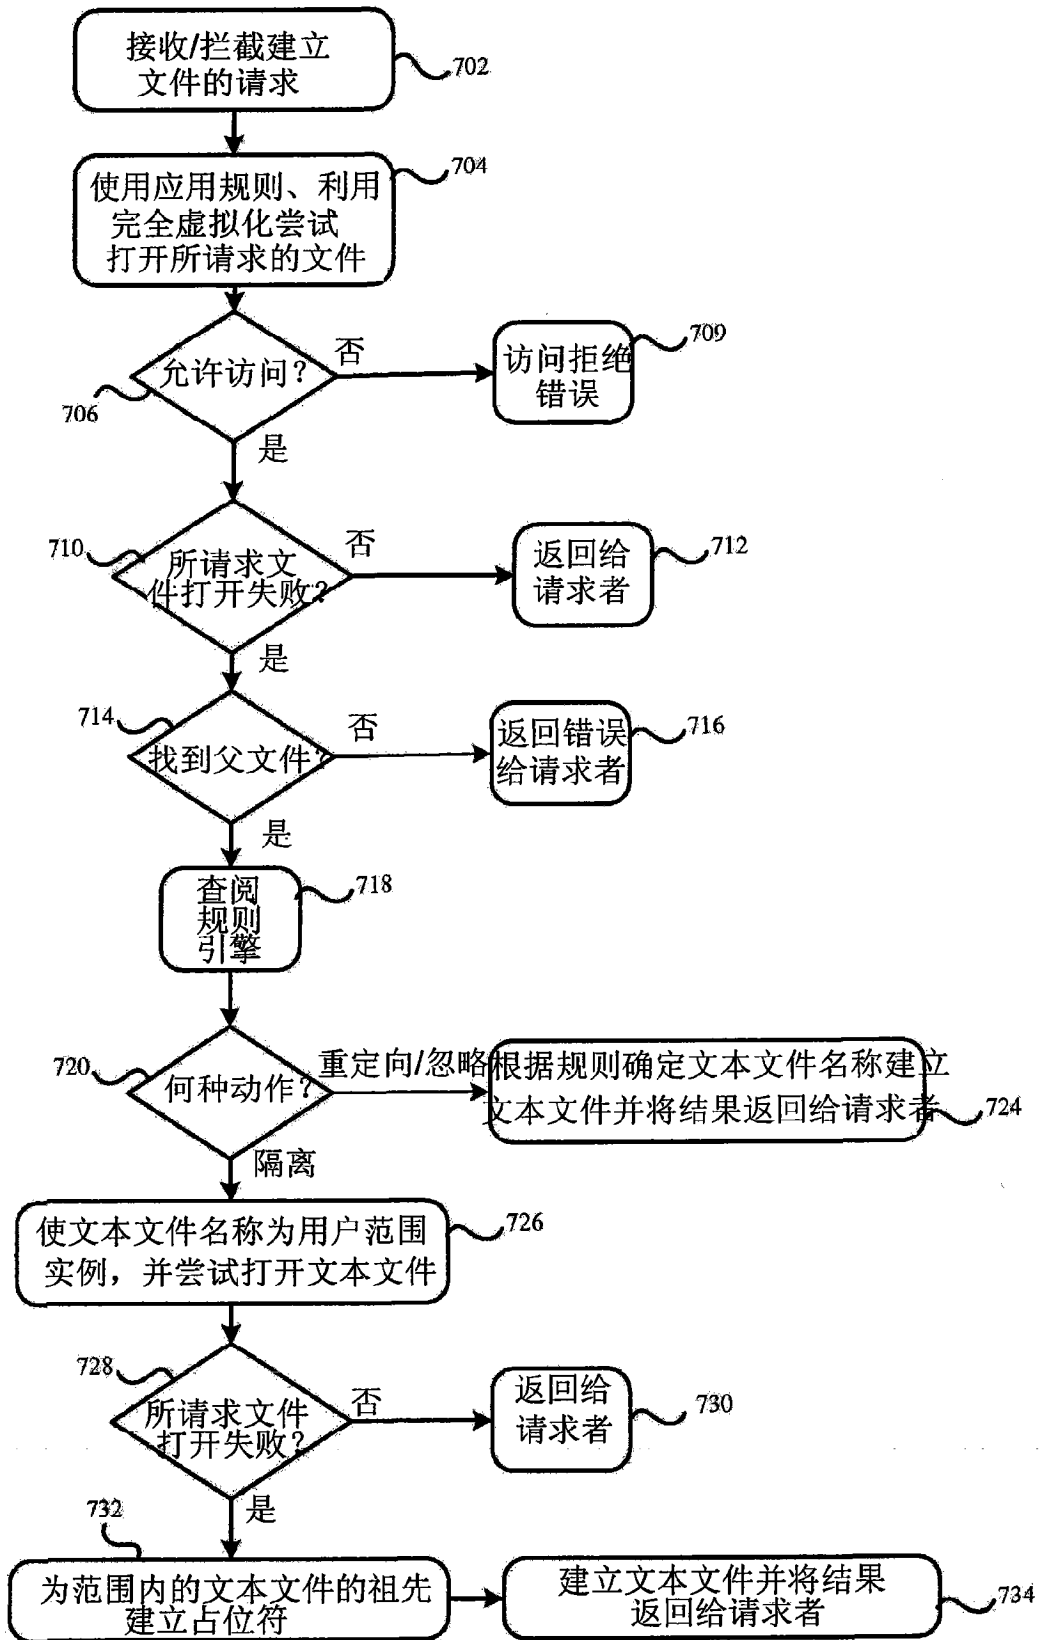 接收/拦截建立
文件的请求
702
704
使用应用规则、利用
完全虚拟化尝试
打开所请求的文件
709
否
访问拒绝
错误
允许访问？
706
是
710
否
712
返回给
请求者
所请求文
件打开失败？
是
714
否
716
返回错误
给请求者
找到父文件？
是
718
查阅
规则
引擎
720
何种动作？
重定向/忽略
根据规则确定文本文件名称建立
文本文件并将结果返回给请求者
724
隔离
726
使文本文件名称为用户范围
实例，并尝试打开文本文件
728
否
返回给
请求者
730
所请求文件
打开失败？
是
732
为范围内的文本文件的祖先
建立占位符
建立文本文件并将结果
返回给请求者
734